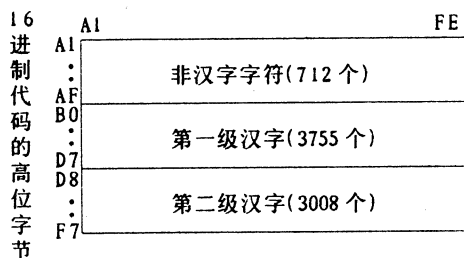 16进制代码的高位字节
A1 FE
A1
AF
非汉字字符(712个)
B0
D7
第一级汉字(3755个)
D8
F7
第二级汉字(3008个)